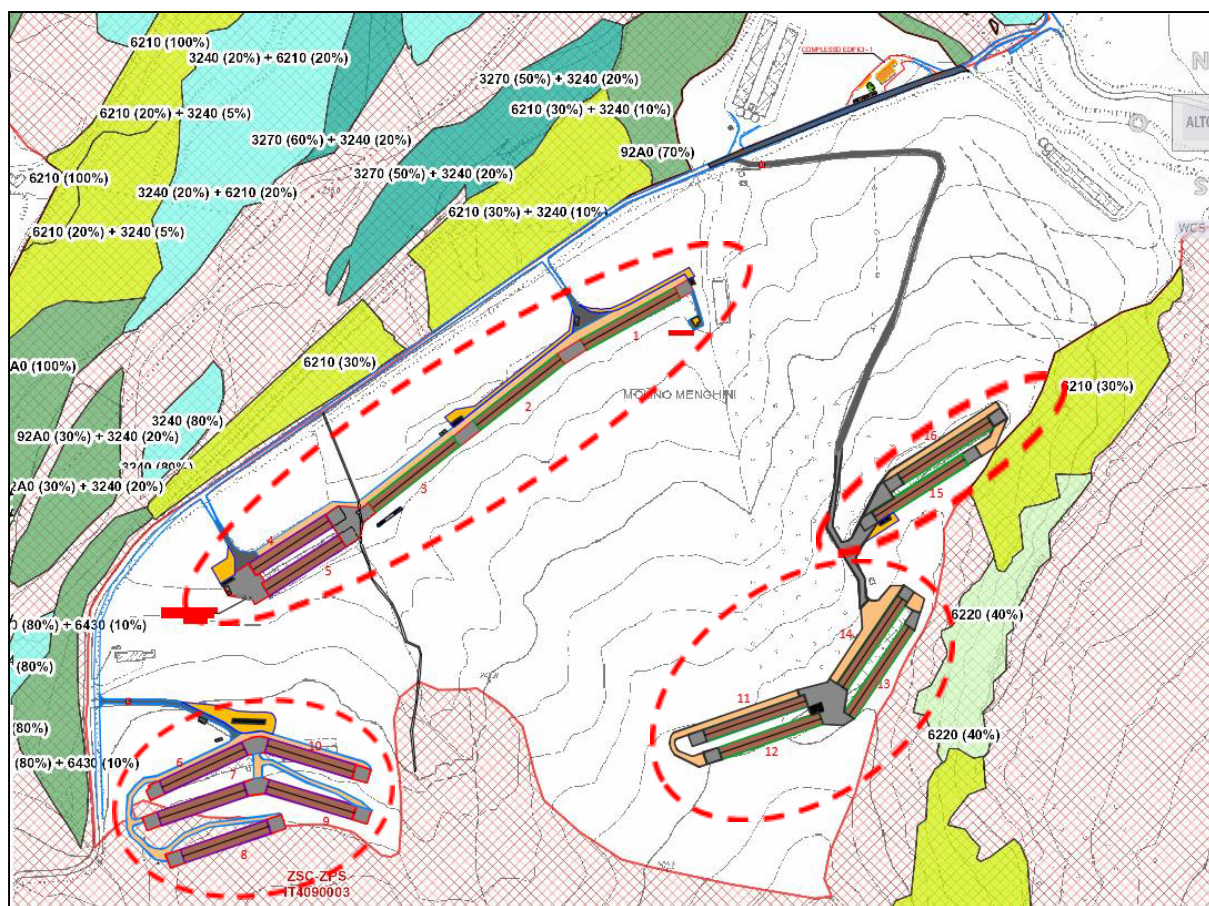 6210 (100%)
3240 (20%) + 6210 (20%)
COMPLESSO EDIFICI - 1
N
3270 (50%) + 3240 (20%)
6210 (20%) + 3240 (5%)
6210 (30%) + 3240 (10%)
ALTO
O
3270 (60%) + 3240 (20%)
92A0 (70%)
6210 (100%)
3270 (50%) + 3240 (20%)
3240 (20%) + 6210 (20%)
S
6210 (30%) + 3240 (10%)
6210 (20%) + 3240 (5%)
WCS
1
A0 (100%)
6210 (30%)
6210 (30%)
MOLINO MENGHINI
2
3240 (80%)
92A0 (30%) + 3240 (20%)
16
3240 (80%)
2A0 (30%) + 3240 (20%)
3
15
4
5
6220 (40%)
(80%) + 6430 (10%)
14
(80%)
13
11
(80%)
6220 (40%)
10
12
(80%) + 6430 (10%)
6
7
9
8
ZSC-ZPS
IT4090003